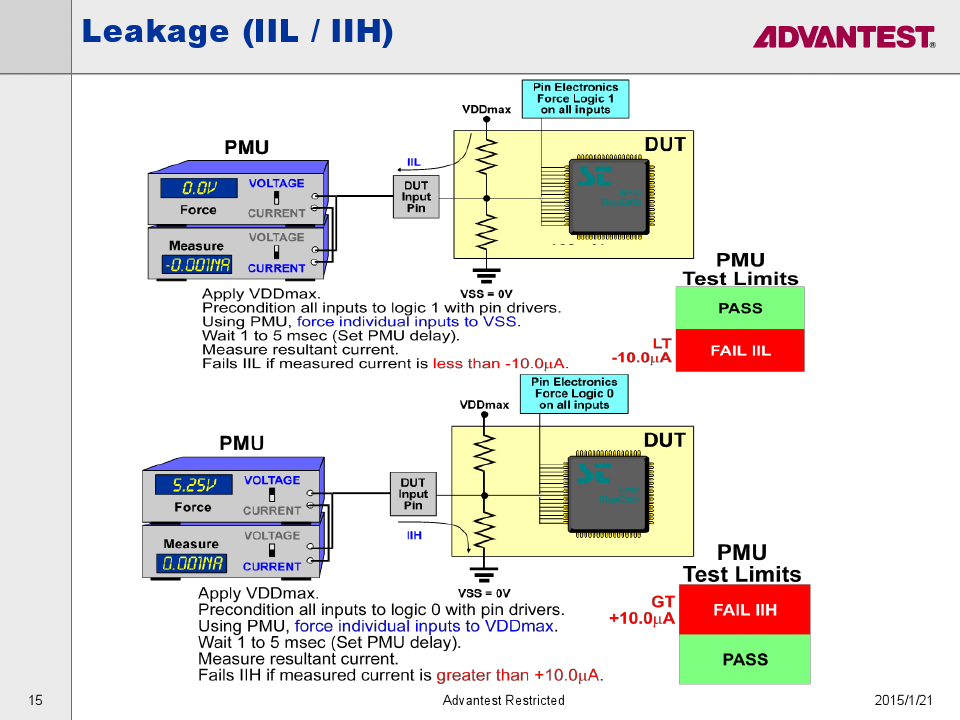 Leakage (IIL / IIH)
ADVANTEST®
Pin Electronics
Force Logic 1
on all inputs
VDDmax
PMU
DUT
IIL
0.0V
VOLTAGE
CURRENT
Force
DUT
Input
Pin
VOLTAGE
Measure
-0.001NA
CURRENT
VSS = 0V
PMU
Test Limits
PASS
LT
-10.0µA
FAIL IIL
Apply VDDmax.
Precondition all inputs to logic 1 with pin drivers.
Using PMU, force individual inputs to VSS.
Wait 1 to 5 msec (Set PMU delay).
Measure resultant current.
Fails IIL if measured current is less than -10.0µA.
Pin Electronics
Force Logic 0
on all inputs
VDDmax
PMU
DUT
5.25V
VOLTAGE
CURRENT
Force
DUT
Input
Pin
IIH
VOLTAGE
Measure
0.001NA
CURRENT
VSS = 0V
PMU
Test Limits
GT
+10.0µA
FAIL IIH
PASS
Apply VDDmax.
Precondition all inputs to logic 0 with pin drivers.
Using PMU, force individual inputs to VDDmax.
Wait 1 to 5 msec (Set PMU delay).
Measure resultant current.
Fails IIH if measured current is greater than +10.0µA.
15
Advantest Restricted
2015/1/21